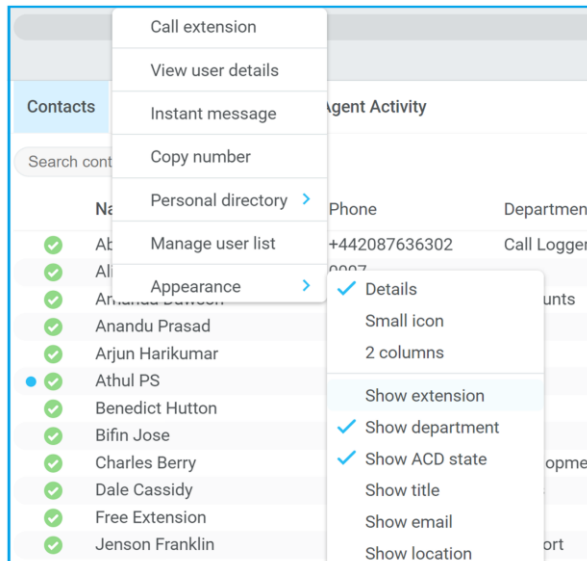 Call extension
View user details
Instant message
Copy number
Personal directory
Manage user list
Appearance
Contacts
Agent Activity
Search cont
Na
Phone
Departmen
Ab
+442087636302
Call Logger
Ali
Anandu Prasad
Arjun Harikumar
Athul PS
Benedict Hutton
Bifin Jose
Charles Berry
Dale Cassidy
Free Extension
Jenson Franklin
Details
Small icon
2 columns
Show extension
Show department
Show ACD state
Show title
Show email
Show location
unts
opme
ort